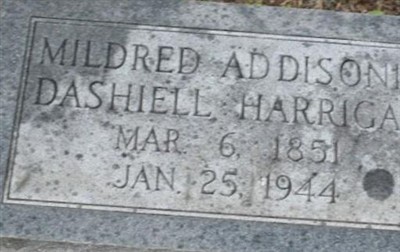 MILDRED ADDISON
DASHIELL HARRIGA
MAR. 6, 1851
JAN. 25, 1944